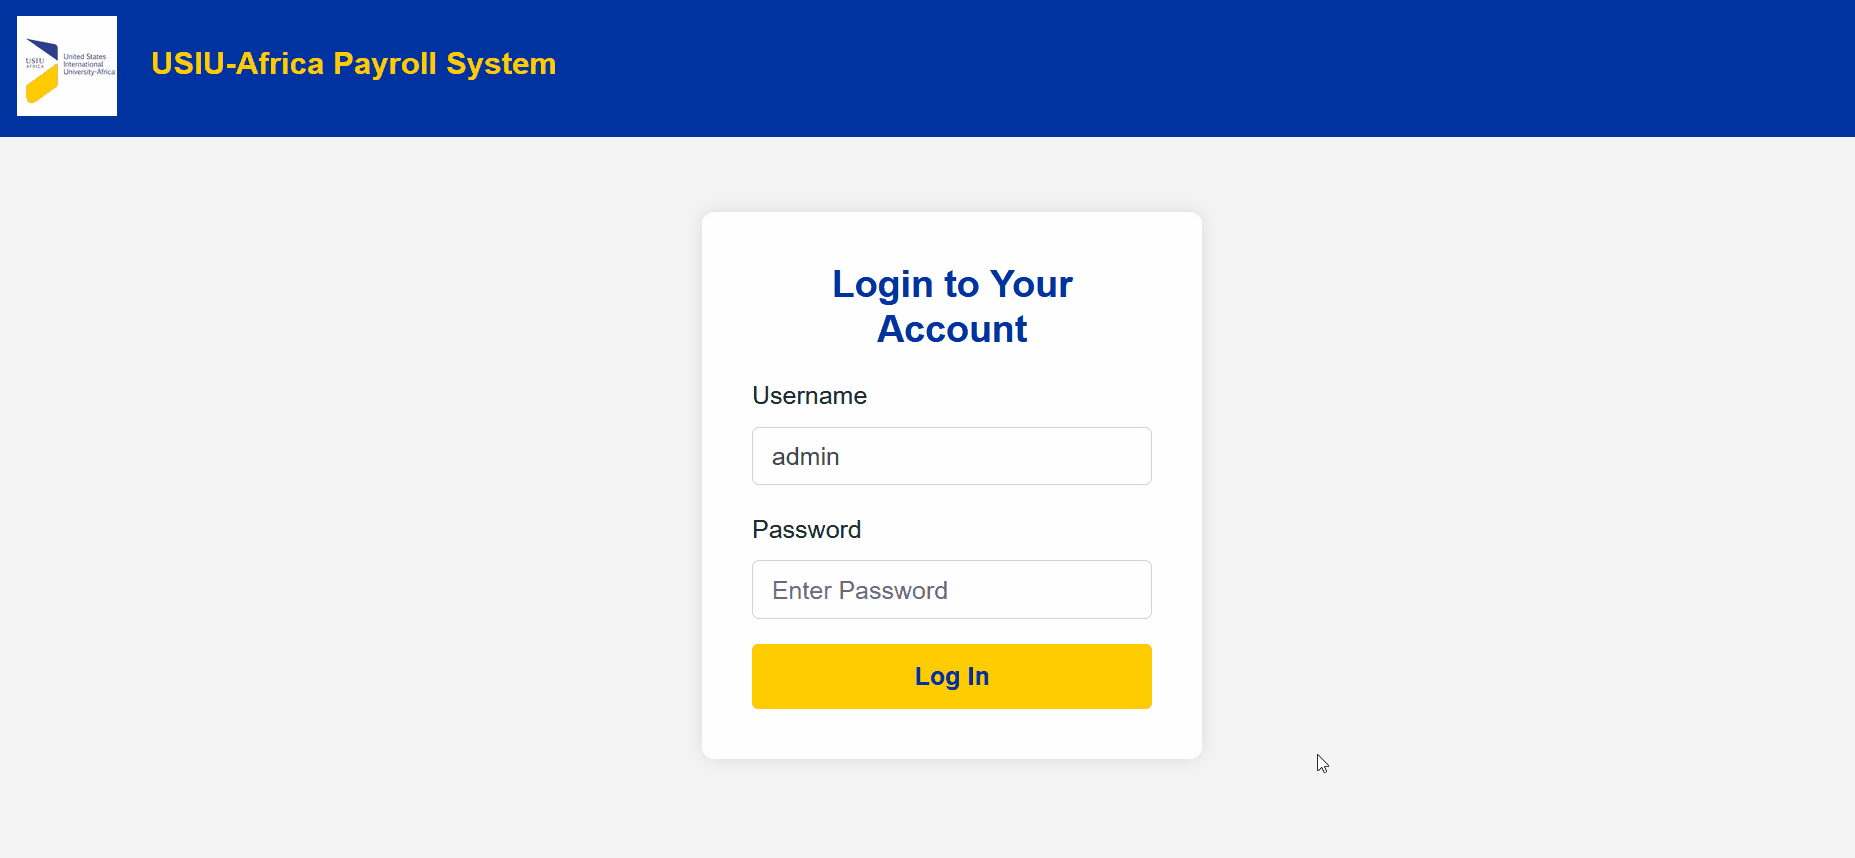 USIU
AFRICA
United States
International
University-Africa
USIU-Africa Payroll System
Login to Your
Account
Username
admin
Password
Enter Password
Log In